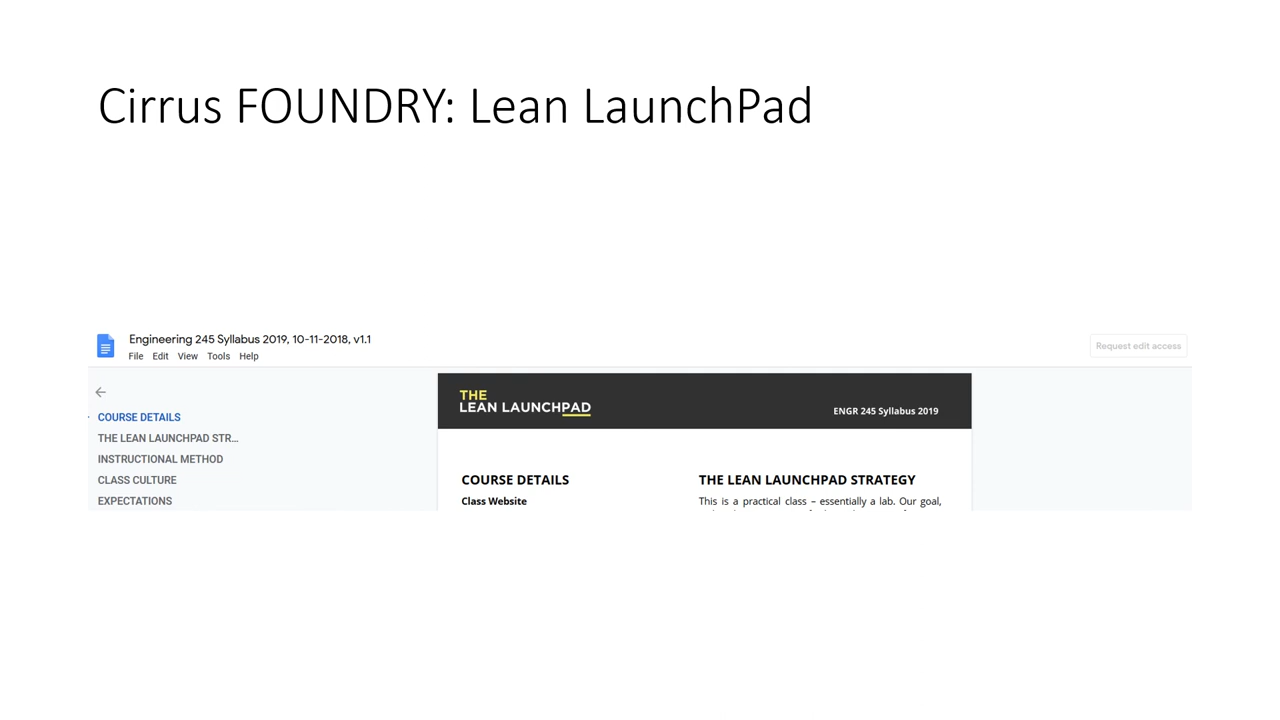 Cirrus FOUNDRY: Lean LaunchPad
Engineering 245 Syllabus 2019, 10-11-2018, v1.1
File Edit View Tools Help
Request edit access
COURSE DETAILS
THE LEAN LAUNCHPAD STR...
INSTRUCTIONAL METHOD
CLASS CULTURE
EXPECTATIONS
THE
LEAN LAUNCHPAD
ENGR 245 Syllabus 2019
COURSE DETAILS
Class Website
THE LEAN LAUNCHPAD STRATEGY
This is a practical class – essentially a lab. Our goal,